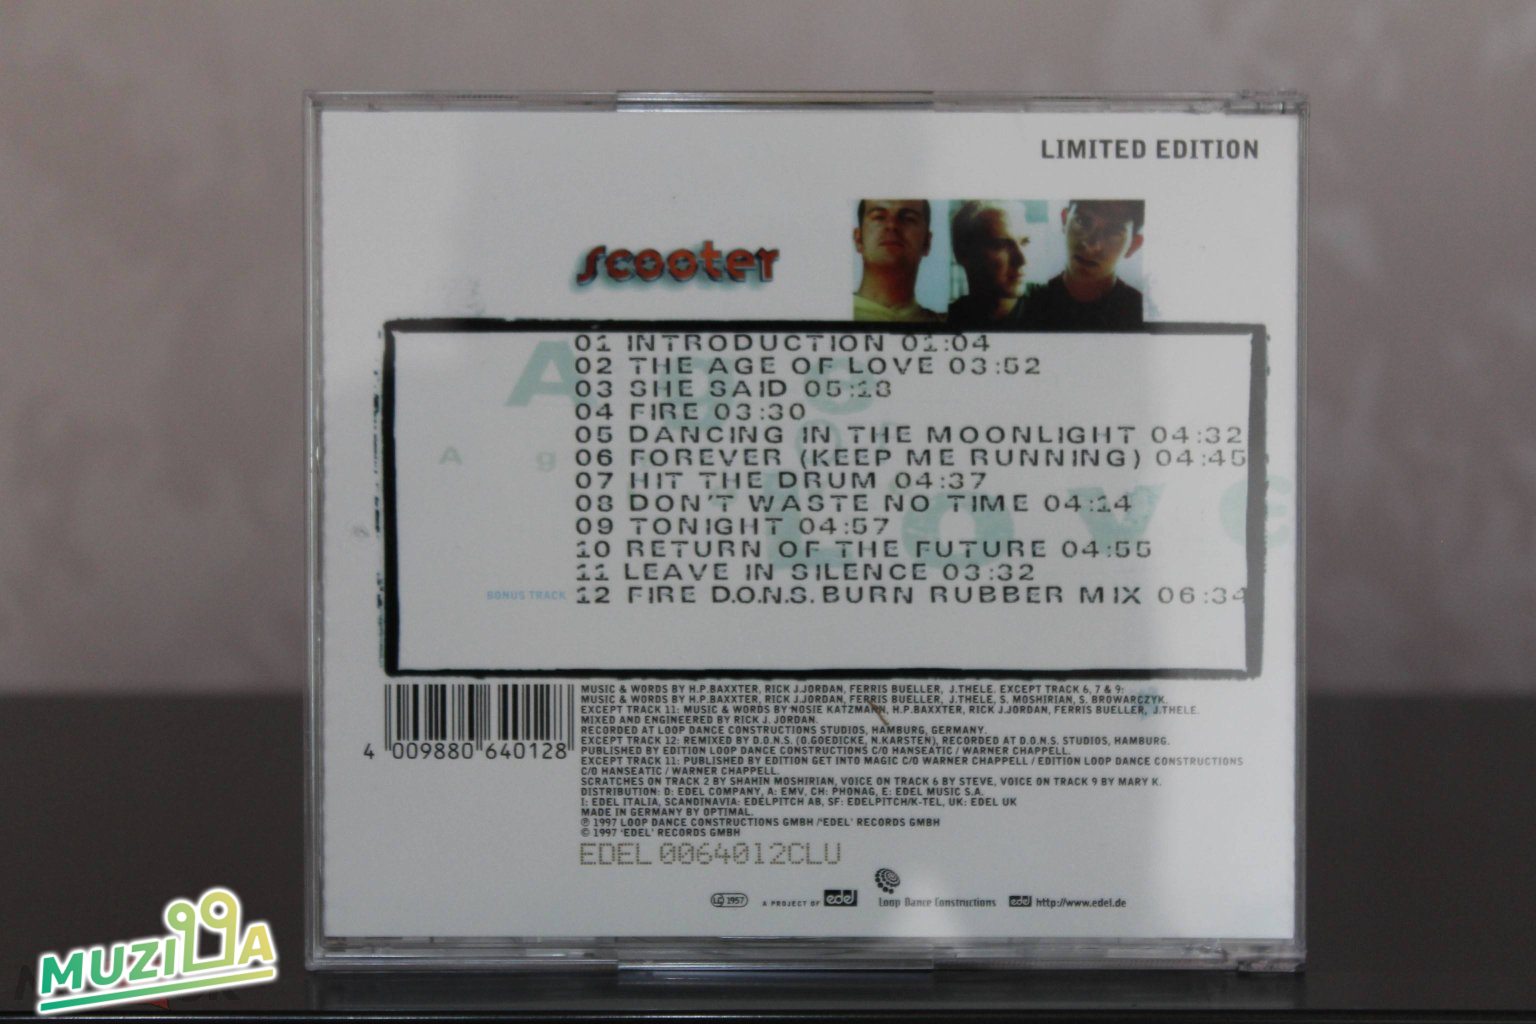 LIMITED EDITION
scooter
Age of Love
01 INTRODUCTION 01:04
02 THE AGE OF LOVE 03:52
03 SHE SAID 05:18
04 FIRE 03:30
05 DANCING IN THE MOONLIGHT 04:32
06 FOREVER (KEEP ME RUNNING) 04:45
07 HIT THE DRUM 04:37
08 DON'T WASTE NO TIME 04:14
09 TONIGHT 04:57
10 RETURN OF THE FUTURE 04:55
11 LEAVE IN SILENCE 03:32
BONUS TRACK 12 FIRE D.O.N.S. BURN RUBBER MIX 06:34
MUSIC & WORDS BY H.P.BAXXTER, RICK J.JORDAN, FERRIS BUELLER, J.THELE. EXCEPT TRACK 6, 7 & 9:
MUSIC & WORDS BY H.P.BAXXTER, RICK J.JORDAN, FERRIS BUELLER, J.THELE, S. MOSHIRIAN, S. BROWARCZYK.
EXCEPT TRACK 11: MUSIC & WORDS BY NOSIE KATZMANN, H.P.BAXXTER, RICK J.JORDAN, FERRIS BUELLER, J.THELE.
MIXED AND ENGINEERED BY RICK J. JORDAN.
RECORDED AT LOOP DANCE CONSTRUCTIONS STUDIOS, HAMBURG, GERMANY.
EXCEPT TRACK 12: REMIXED BY D.O.N.S. (O.GOEDICKE, N.KARSTEN), RECORDED AT D.O.N.S. STUDIOS, HAMBURG.
PUBLISHED BY EDITION LOOP DANCE CONSTRUCTIONS C/O HANSEATIC / WARNER CHAPPELL.
EXCEPT TRACK 11: PUBLISHED BY EDITION GET INTO MAGIC C/O WARNER CHAPPELL / EDITION LOOP DANCE CONSTRUCTIONS
C/O HANSEATIC / WARNER CHAPPELL.
SCRATCHES ON TRACK 2 BY SHAHIN MOSHIRIAN, VOICE ON TRACK 6 BY STEVE, VOICE ON TRACK 9 BY MARY K.
DISTRIBUTION: D: EDEL COMPANY, A: EMV, CH: PHONAG, E: EDEL MUSIC S.A.
I: EDEL ITALIA, SCANDINAVIA: EDELPITCH AB, SF: EDELPITCH/K-TEL, UK: EDEL UK
MADE IN GERMANY BY OPTIMAL.
℗ 1997 LOOP DANCE CONSTRUCTIONS GMBH /'EDEL' RECORDS GMBH
© 1997 'EDEL' RECORDS GMBH
4 009880 640128
EDEL 0064012CLU
LC 1957
A PROJECT OF edel
Loop Dance Constructions
edel http://www.edel.de
MUZILLA 99